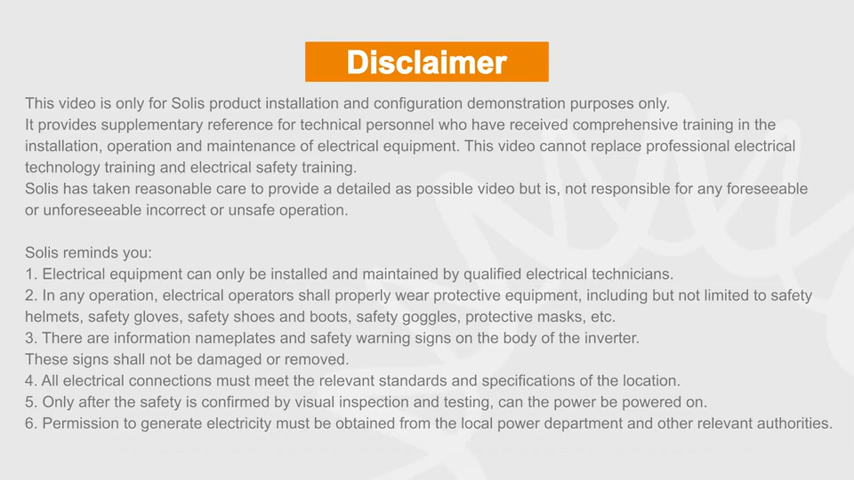 Disclaimer
This video is only for Solis product installation and configuration demonstration purposes only.
It provides supplementary reference for technical personnel who have received comprehensive training in the
installation, operation and maintenance of electrical equipment. This video cannot replace professional electrical
technology training and electrical safety training.
Solis has taken reasonable care to provide a detailed as possible video but is, not responsible for any foreseeable
or unforeseeable incorrect or unsafe operation.
Solis reminds you:
1. Electrical equipment can only be installed and maintained by qualified electrical technicians.
2. In any operation, electrical operators shall properly wear protective equipment, including but not limited to safety
helmets, safety gloves, safety shoes and boots, safety goggles, protective masks, etc.
3. There are information nameplates and safety warning signs on the body of the inverter.
These signs shall not be damaged or removed.
4. All electrical connections must meet the relevant standards and specifications of the location.
5. Only after the safety is confirmed by visual inspection and testing, can the power be powered on.
6. Permission to generate electricity must be obtained from the local power department and other relevant authorities.